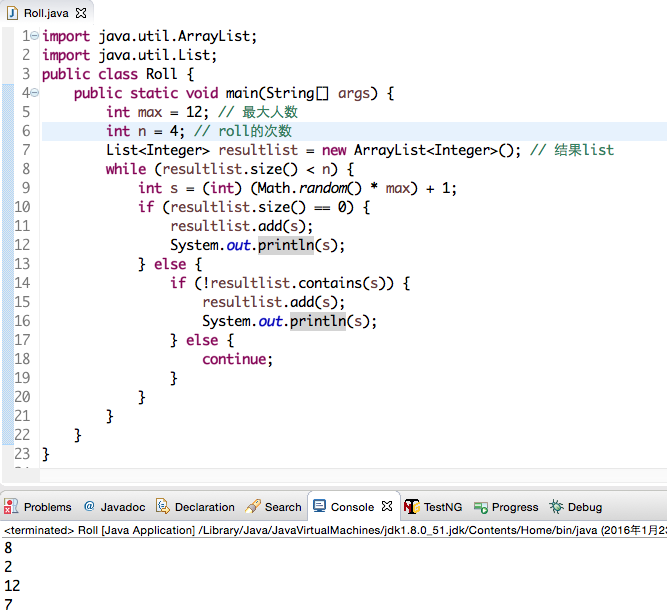 Roll.java
1 import java.util.ArrayList;
2 import java.util.List;
3 public class Roll {
4     public static void main(String[] args) {
5         int max = 12; // 最大人数
6         int n = 4; // roll的次数
7         List<Integer> resultlist = new ArrayList<Integer>(); // 结果list
8         while (resultlist.size() < n) {
9             int s = (int) (Math.random() * max) + 1;
10             if (resultlist.size() == 0) {
11                 resultlist.add(s);
12                 System.out.println(s);
13             } else {
14                 if (!resultlist.contains(s)) {
15                     resultlist.add(s);
16                     System.out.println(s);
17                 } else {
18                     continue;
19                 }
20             }
21         }
22     }
23 }
Problems @ Javadoc Declaration Search Console TestNG Progress Debug
<terminated> Roll [Java Application] /Library/Java/JavaVirtualMachines/jdk1.8.0_51.jdk/Contents/Home/bin/java (2016年1月23
8
2
12
7